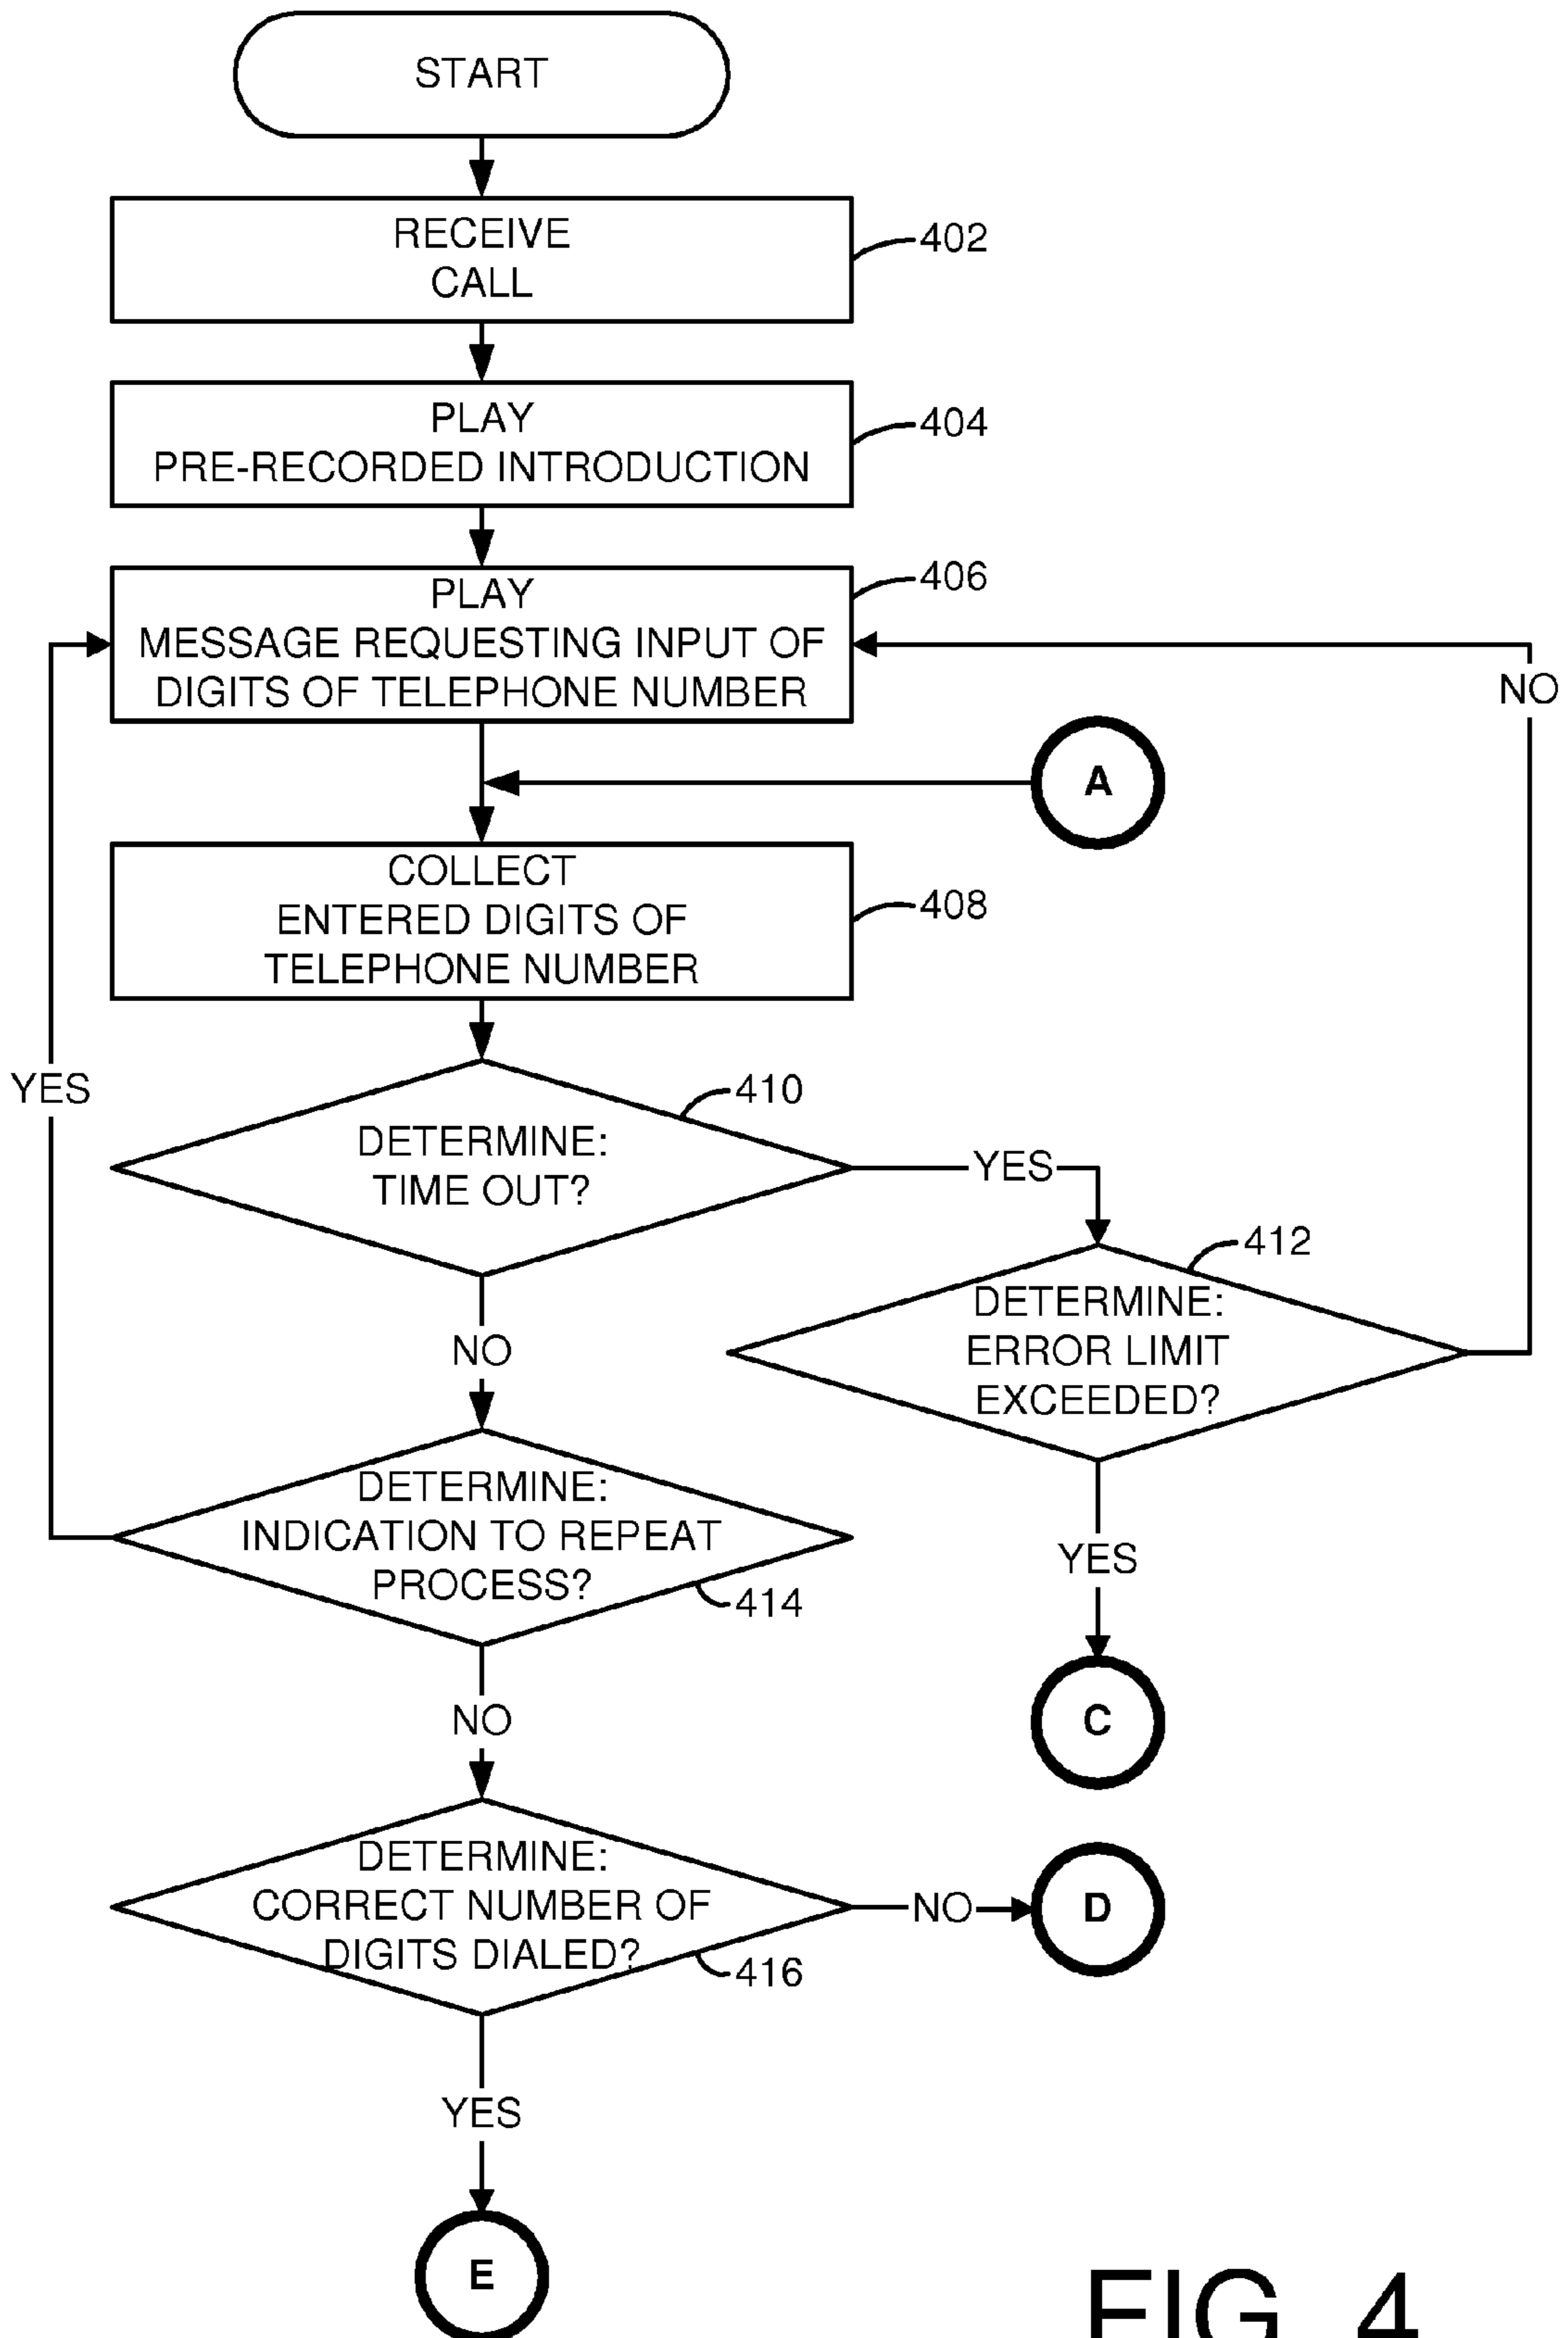 START
RECEIVE
CALL
402
PLAY
PRE-RECORDED INTRODUCTION
404
PLAY
MESSAGE REQUESTING INPUT OF
DIGITS OF TELEPHONE NUMBER
406
NO
A
COLLECT
ENTERED DIGITS OF
TELEPHONE NUMBER
408
YES
DETERMINE:
TIME OUT?
410
YES
DETERMINE:
ERROR LIMIT
EXCEEDED?
412
NO
DETERMINE:
INDICATION TO REPEAT
PROCESS?
414
YES
C
NO
DETERMINE:
CORRECT NUMBER OF
DIGITS DIALED?
416
NO
D
YES
E
FIG. 4